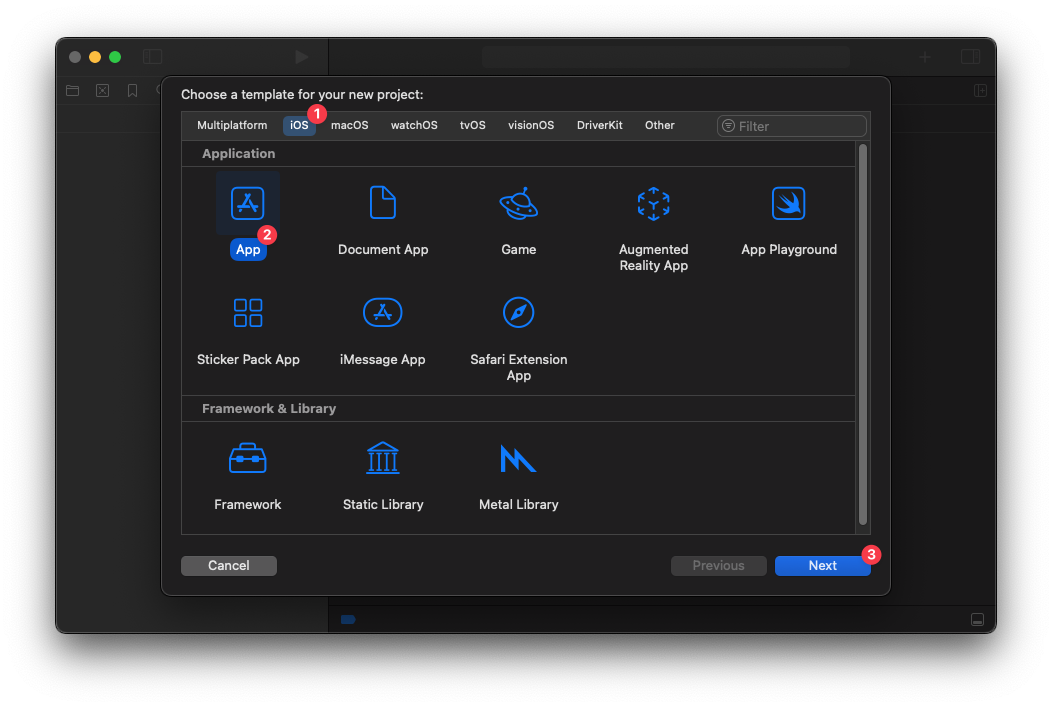 Choose a template for your new project:
1
Multiplatform iOS macOS watchOS tvOS visionOS DriverKit Other Filter
Application
2
App Document App Game Augmented Reality App App Playground
Sticker Pack App iMessage App Safari Extension App
Framework & Library
Framework Static Library Metal Library
3
Cancel Previous Next